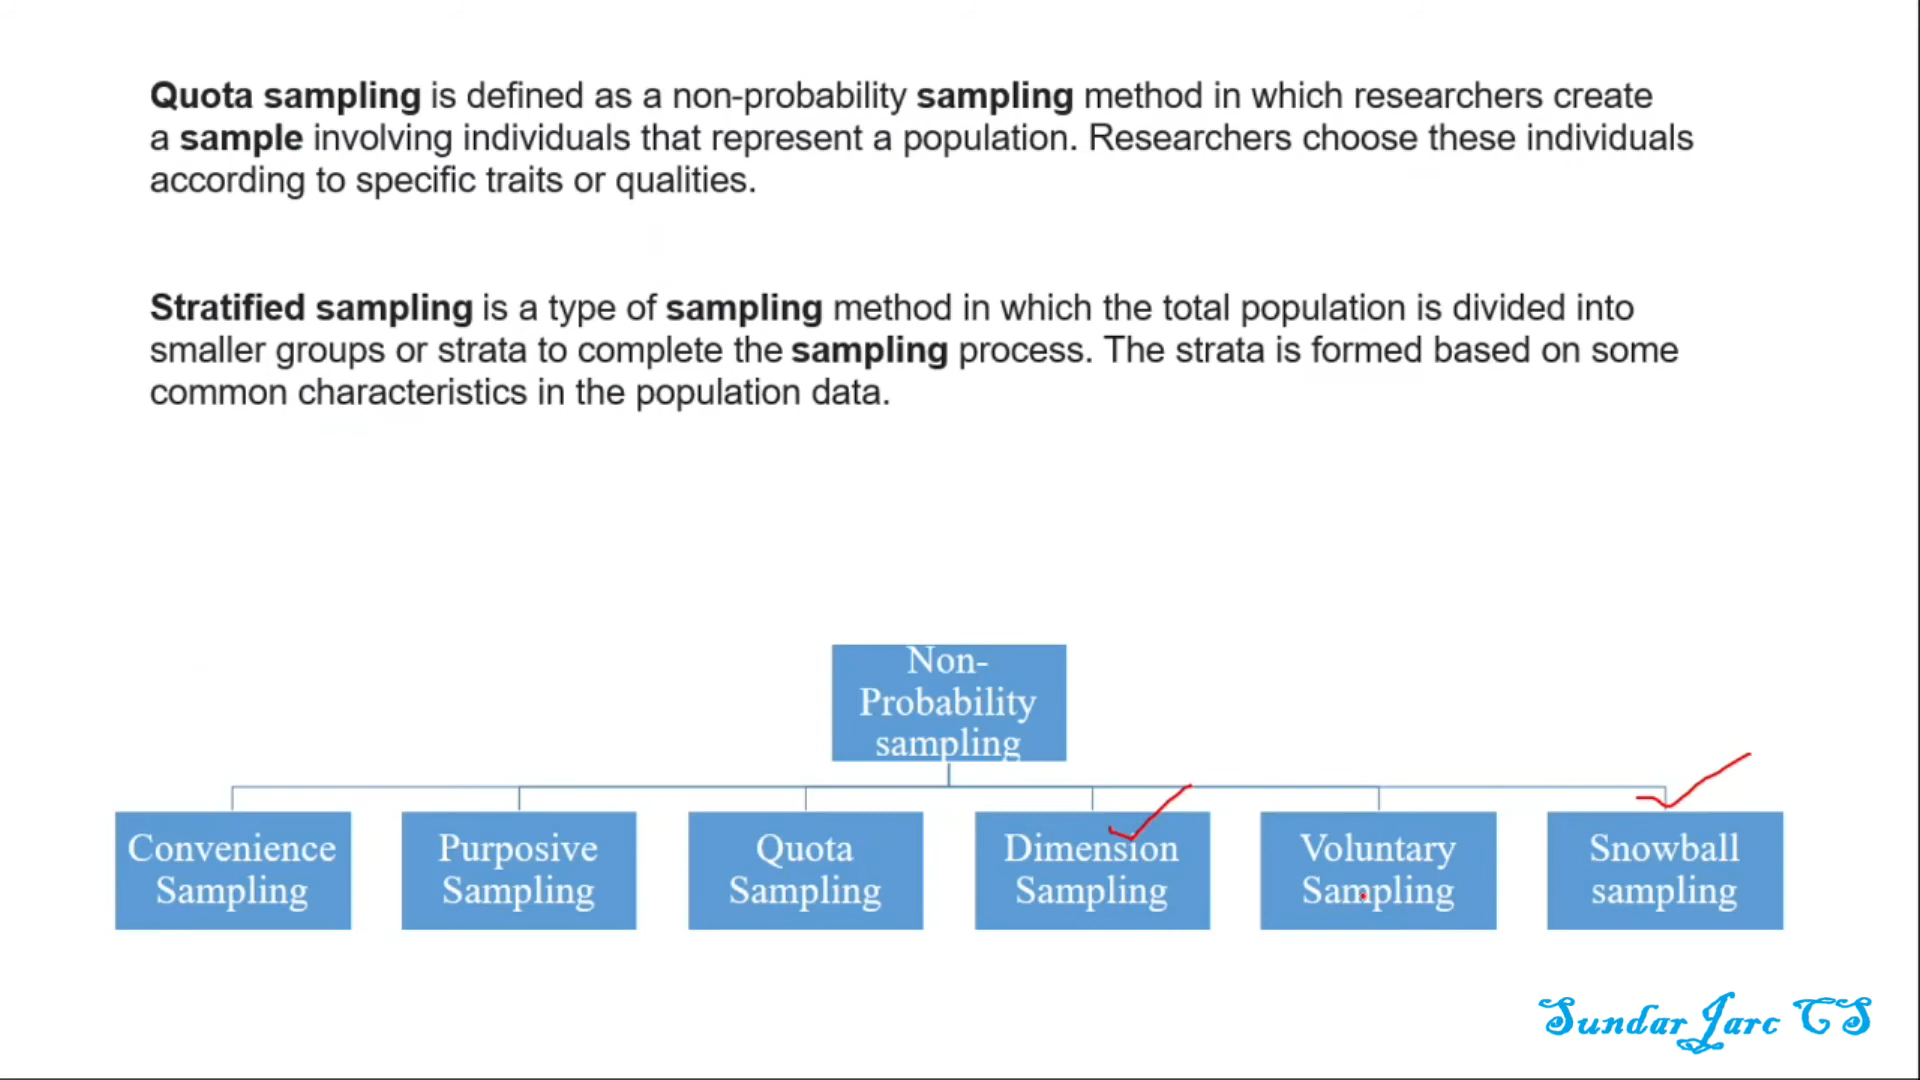 Quota sampling is defined as a non-probability sampling method in which researchers create
a sample involving individuals that represent a population. Researchers choose these individuals
according to specific traits or qualities.
Stratified sampling is a type of sampling method in which the total population is divided into
smaller groups or strata to complete the sampling process. The strata is formed based on some
common characteristics in the population data.
Non-
Probability
sampling
Convenience
Sampling
Purposive
Sampling
Quota
Sampling
Dimension
Sampling
Voluntary
Sampling
Snowball
sampling
Sundar Jarc CS